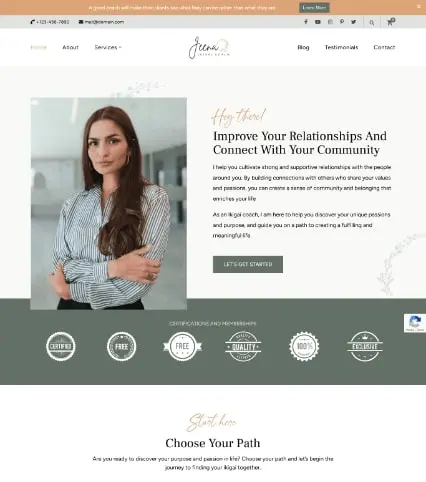 A good coach will make their clients see what they can be rather than what they are.
Learn More
+123-456-7890
mail@domain.com
0
Home
About
Services
Jeena
IKIGAI COACH
Blog
Testimonials
Contact
Hey there!
Improve Your Relationships And
Connect With Your Community
I help you cultivate strong and supportive relationships with the people
around you. By building connections with others who share your values
and passions, you can create a sense of community and belonging that
enriches your life
As an Ikigai coach, I am here to help you discover your unique passions
and purpose, and guide you on a path to creating a fulfilling and
meaningful life
LET'S GET STARTED
CERTIFICATIONS AND MEMBERSHIPS
CERTIFIED
FREE
FREE
QUALITY
100%
EXCLUSIVE
Start here
Choose Your Path
Are you ready to discover your purpose and passion in life? Choose your path and let's begin the
journey to finding your ikigai together.